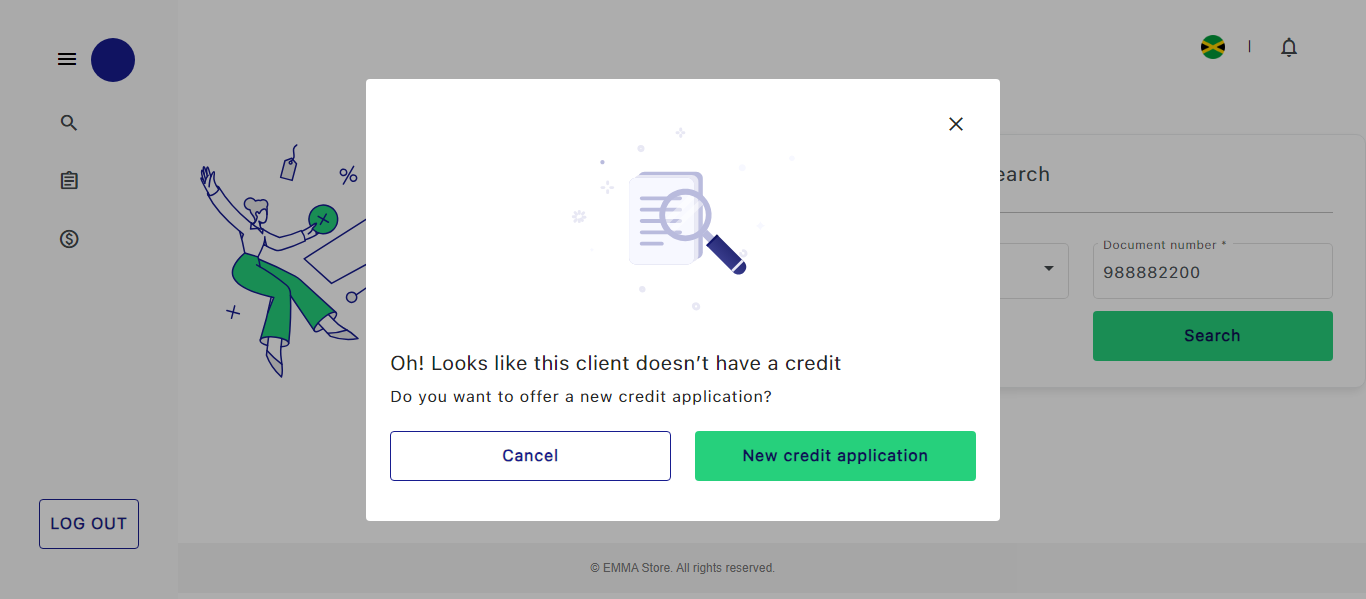 earch
Document number *
988882200
Search
Oh! Looks like this client doesn't have a credit
Do you want to offer a new credit application?
Cancel
New credit application
LOG OUT
© EMMA Store. All rights reserved.